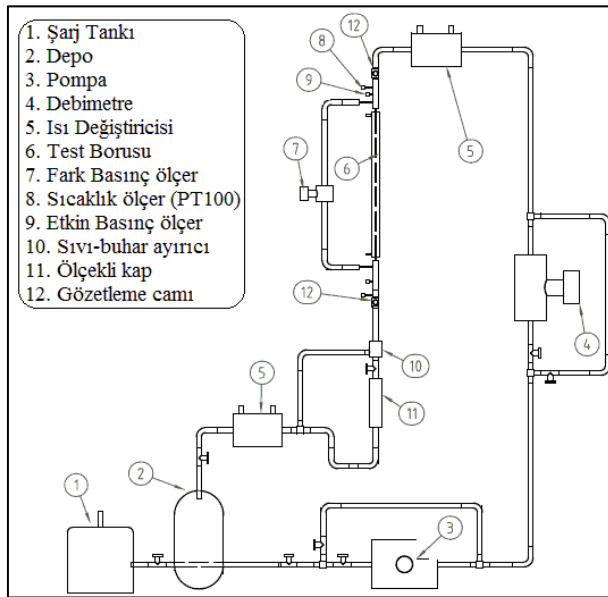 1. Şarj Tankı
2. Depo
3. Pompa
4. Debimetre
5. Isı Değiştiricisi
6. Test Borusu
7. Fark Basınç ölçer
8. Sıcaklık ölçer (PT100)
9. Etkin Basınç ölçer
10. Sıvı-buhar ayırıcı
11. Ölçekli kap
12. Gözetleme camı
12
8
9
5
6
7
12
4
10
5
11
2
1
3